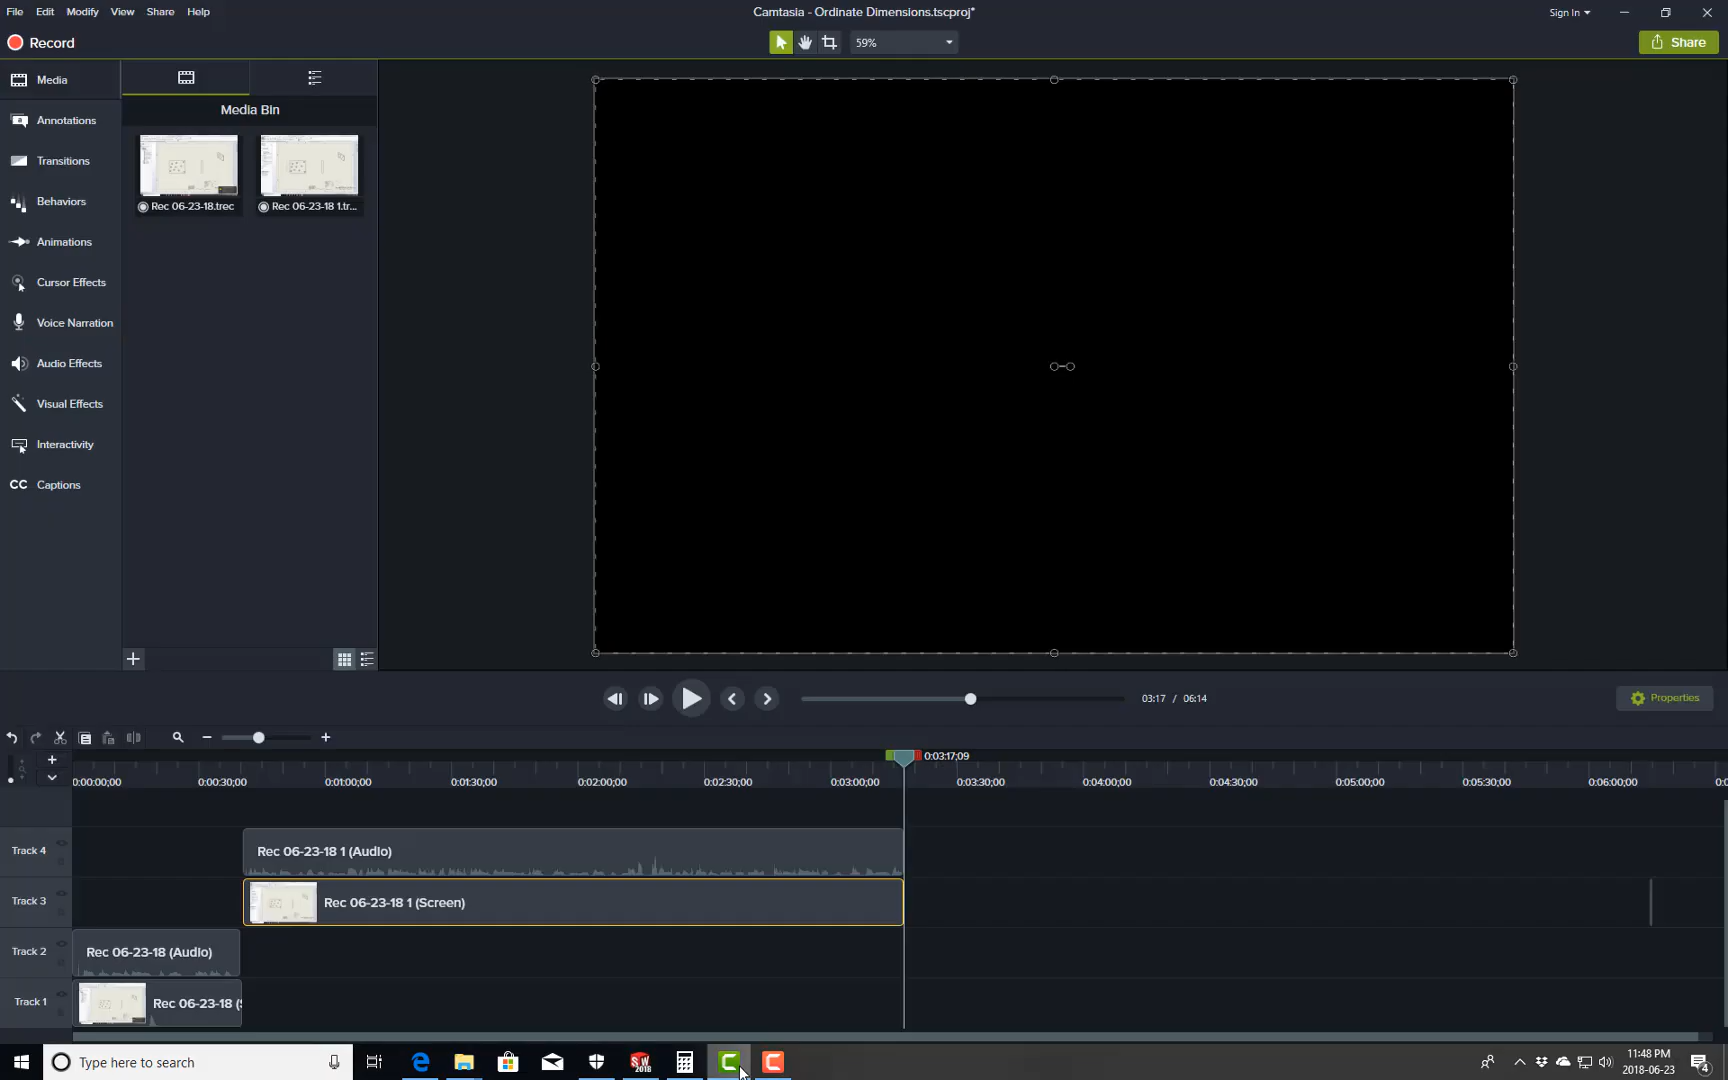 File Edit Modify View Share Help
Camtasia - Ordinate Dimensions.tscproj*
Sign In
Record
59%
Share
Media
Annotations
Transitions
Behaviors
Animations
Cursor Effects
Voice Narration
Audio Effects
Visual Effects
Interactivity
CC Captions
Media Bin
Rec 06-23-18.trec
Rec 06-23-18 1.tr...
03:17 / 06:14
Properties
0:03:17;09
0:00:00;00 0:00:30;00 0:01:00;00 0:01:30;00 0:02:00;00 0:02:30;00 0:03:00;00 0:03:30;00 0:04:00;00 0:04:30;00 0:05:00;00 0:05:30;00 0:06:00;00
Track 4
Rec 06-23-18 1 (Audio)
Track 3
Rec 06-23-18 1 (Screen)
Track 2
Rec 06-23-18 (Audio)
Track 1
Rec 06-23-18 (S
Type here to search
SW
2018
11:48 PM
2018-06-23
4